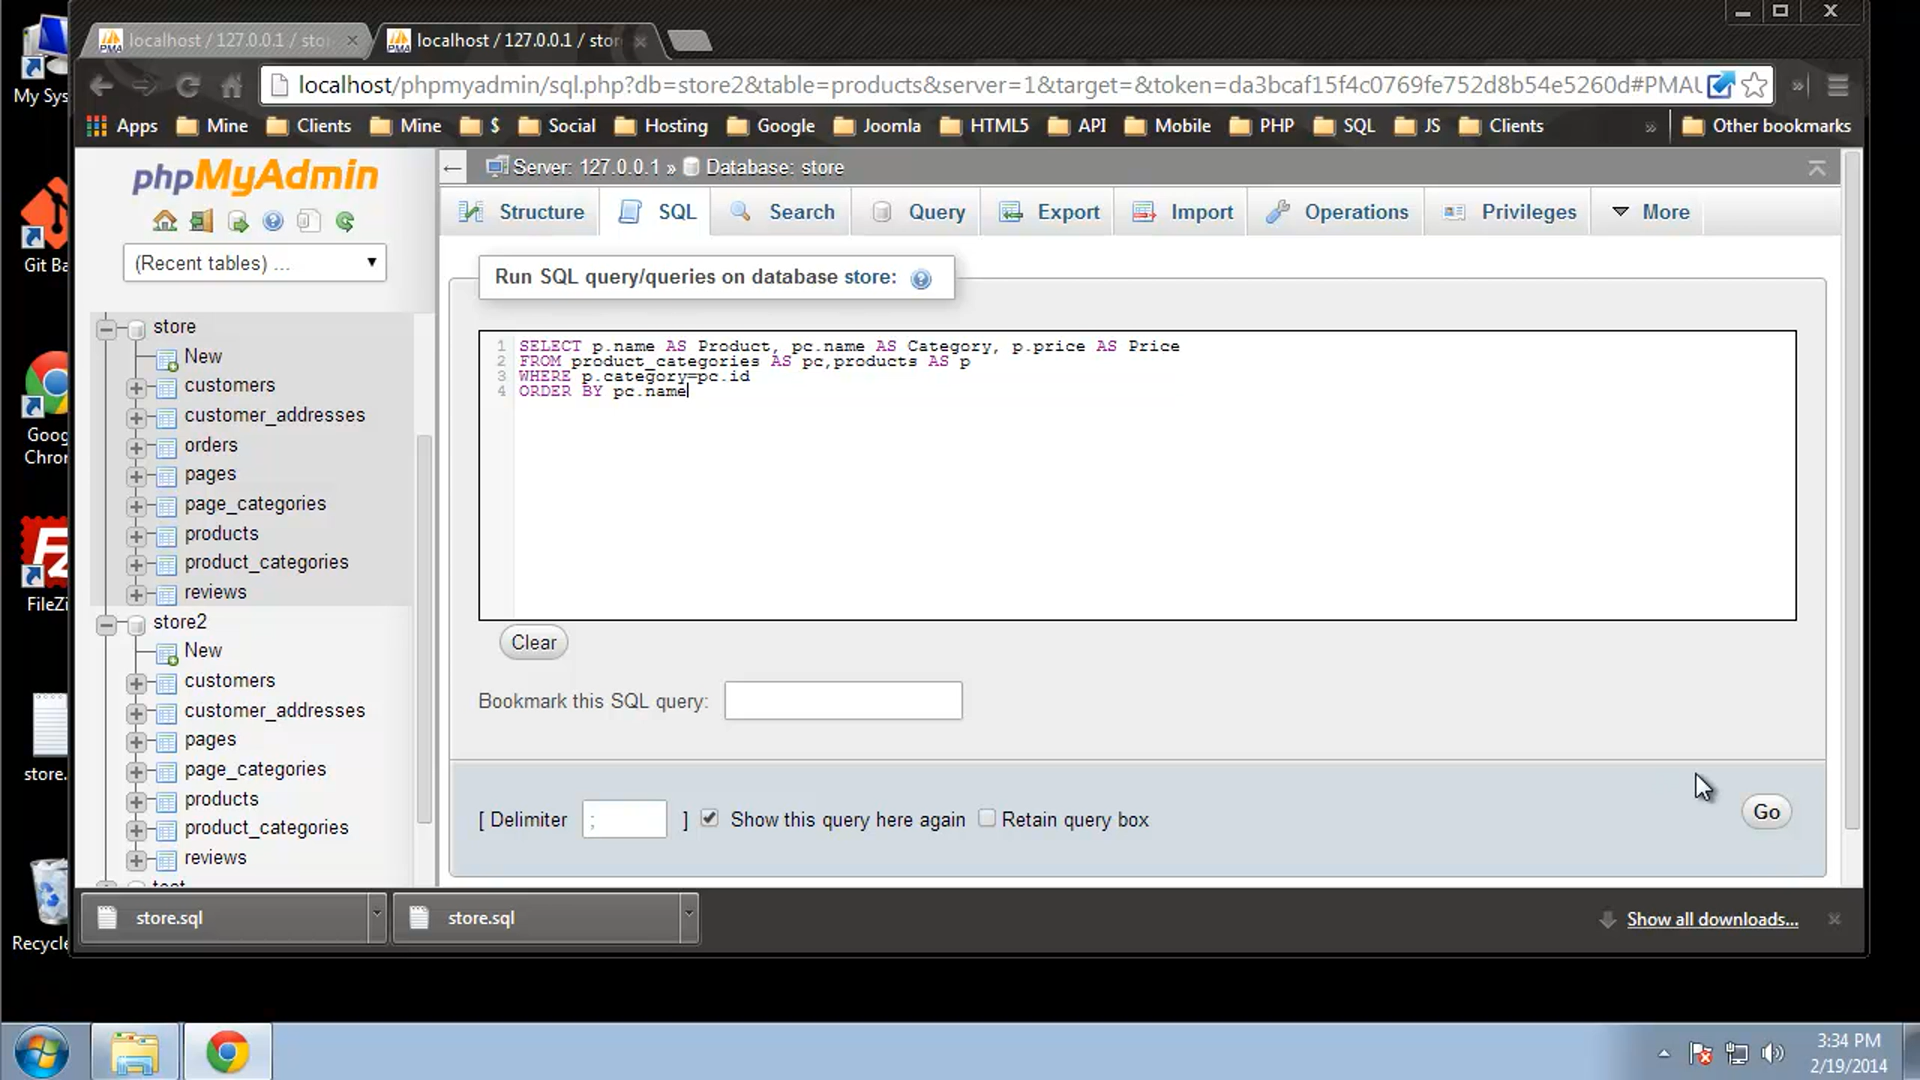 My Sys
Git Ba
Goog
Chron
FileZi
store.
Recycle
localhost / 127.0.0.1 / stor
localhost / 127.0.0.1 / stor
localhost/phpmyadmin/sql.php?db=store2&table=products&server=1&target=&token=da3bcaf15f4c0769fe752d8b54e5260d#PMAU
Apps Mine Clients Mine $ Social Hosting Google Joomla HTML5 API Mobile PHP SQL JS Clients » Other bookmarks
phpMyAdmin
(Recent tables) ...
store
New
customers
customer_addresses
orders
pages
page_categories
products
product_categories
reviews
store2
New
customers
customer_addresses
pages
page_categories
products
product_categories
reviews
test
Server: 127.0.0.1 » Database: store
Structure SQL Search Query Export Import Operations Privileges More
Run SQL query/queries on database store:
1 SELECT p.name AS Product, pc.name AS Category, p.price AS Price
2 FROM product_categories AS pc,products AS p
3 WHERE p.category=pc.id
4 ORDER BY pc.name
Clear
Bookmark this SQL query:
[ Delimiter ; ] Show this query here again Retain query box
Go
store.sql store.sql
Show all downloads...
3:34 PM
2/19/2014